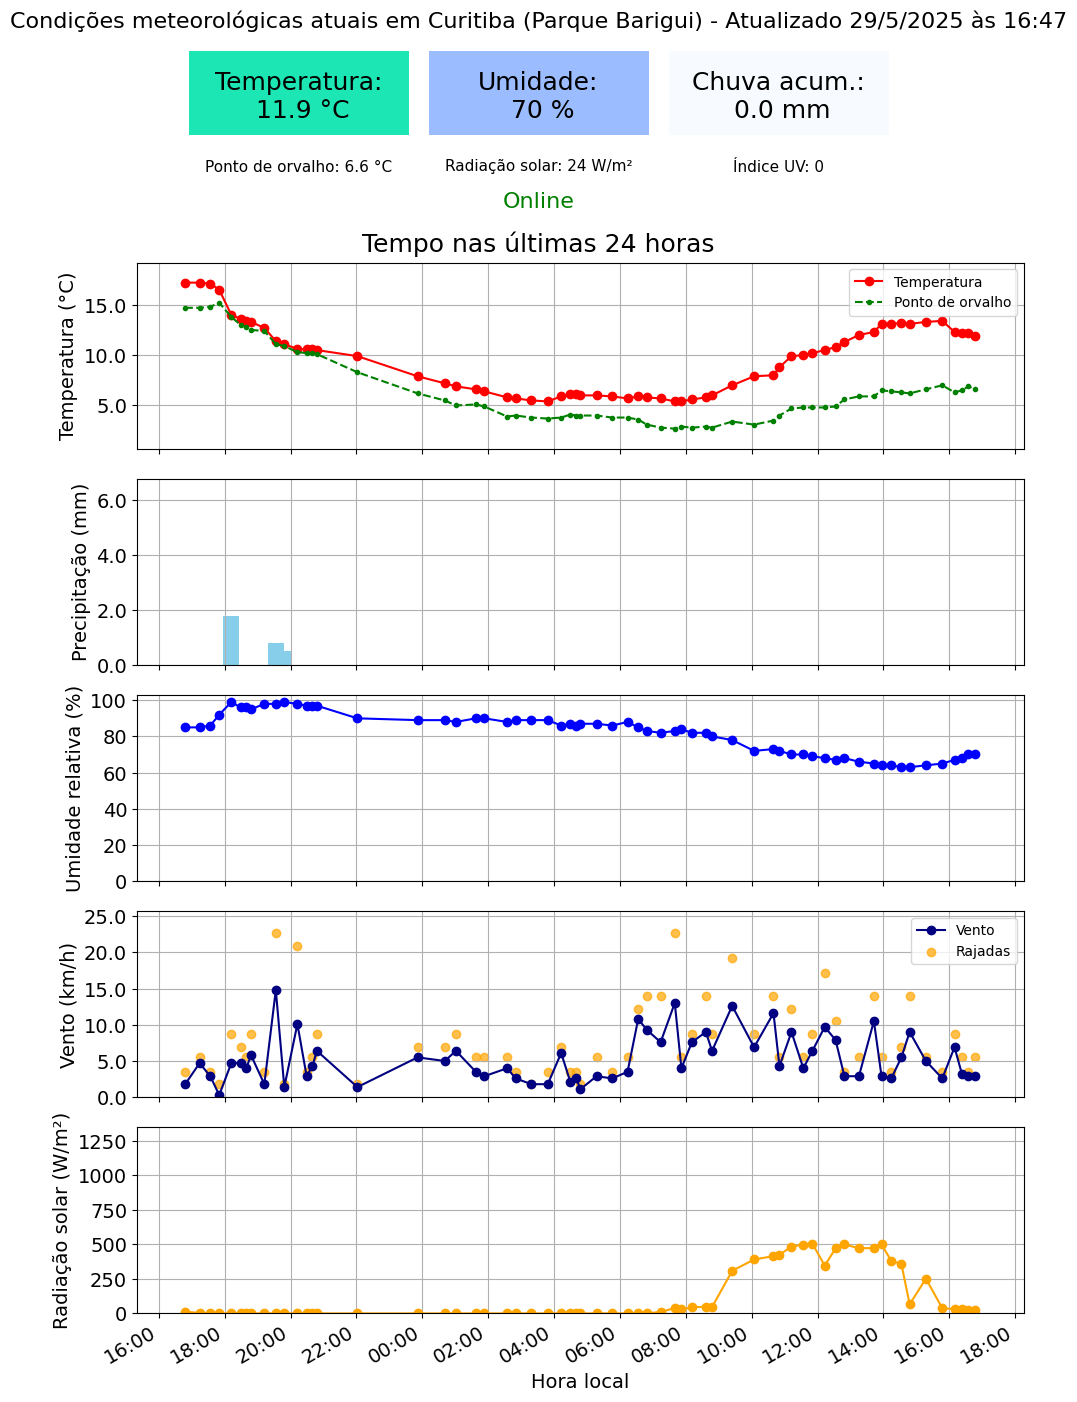 Condições meteorológicas atuais em Curitiba (Parque Barigui) - Atualizado 29/5/2025 às 16:47
Temperatura:
11.9 °C
Umidade:
70 %
Chuva acum.:
0.0 mm
Ponto de orvalho: 6.6 °C
Radiação solar: 24 W/m²
Índice UV: 0
Online
Tempo nas últimas 24 horas
Temperatura (°C)
15.0
10.0
5.0
Temperatura
Ponto de orvalho
Precipitação (mm)
6.0
4.0
2.0
0.0
Umidade relativa (%)
100
80
60
40
20
0
Vento (km/h)
25.0
20.0
15.0
10.0
5.0
0.0
Vento
Rajadas
Radiação solar (W/m²)
1250
1000
750
500
250
0
16:00
18:00
20:00
22:00
00:00
02:00
04:00
06:00
08:00
10:00
12:00
14:00
16:00
18:00
Hora local